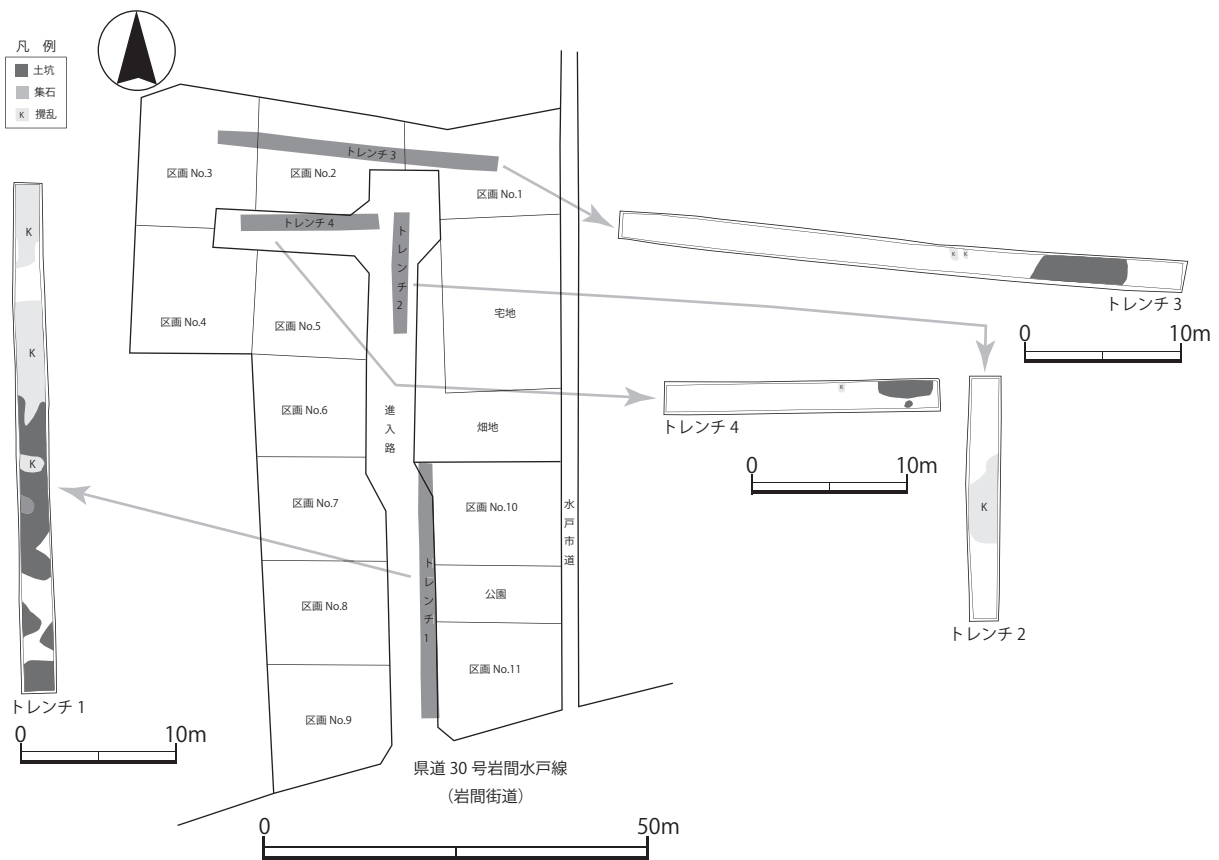 凡 例
土坑
集石
K 攪乱
区画 No.3
区画 No.2
トレンチ 3
区画 No.1
トレンチ 4
トレンチ2
区画 No.4
区画 No.5
宅地
区画 No.6
進入路
畑地
区画 No.7
区画 No.10
水戸市道
トレンチ1
区画 No.8
公園
区画 No.11
区画 No.9
県道 30 号岩間水戸線
（岩間街道）
0 50m
K
K
K
トレンチ 1
0 10m
K K
トレンチ 3
0 10m
K
トレンチ 4
0 10m
K
トレンチ 2